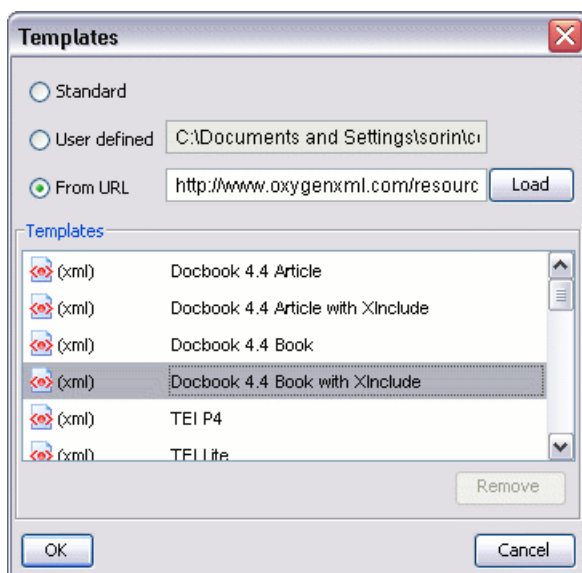 Templates
Standard
User defined C:\Documents and Settings\sorin\
From URL http://www.oxygenxml.com/resourc Load
Templates
(xml) Docbook 4.4 Article
(xml) Docbook 4.4 Article with XInclude
(xml) Docbook 4.4 Book
(xml) Docbook 4.4 Book with XInclude
(xml) TEI P4
(xml) TEI Lite
Remove
OK Cancel